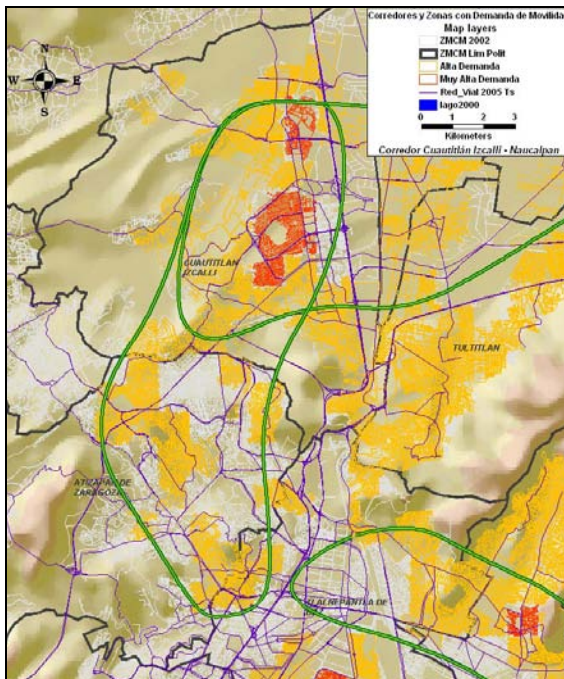 Corredores y Zonas con Demanda de Movilida
Map layers
ZMCM 2002
ZMCM Lim Polit
Alta Demanda
Muy Alta Demanda
Red_Vial 2005 Ts
lago2000
0 1 2 3
Kilometers
Corredor Cuautitlán Izcalli - Naucalpan
N
W E
S
CUAUTITLAN
IZCALLI
TULTITLAN
ATIZAPAN DE
ZARAGOZA
TLALNEPANTLA DE